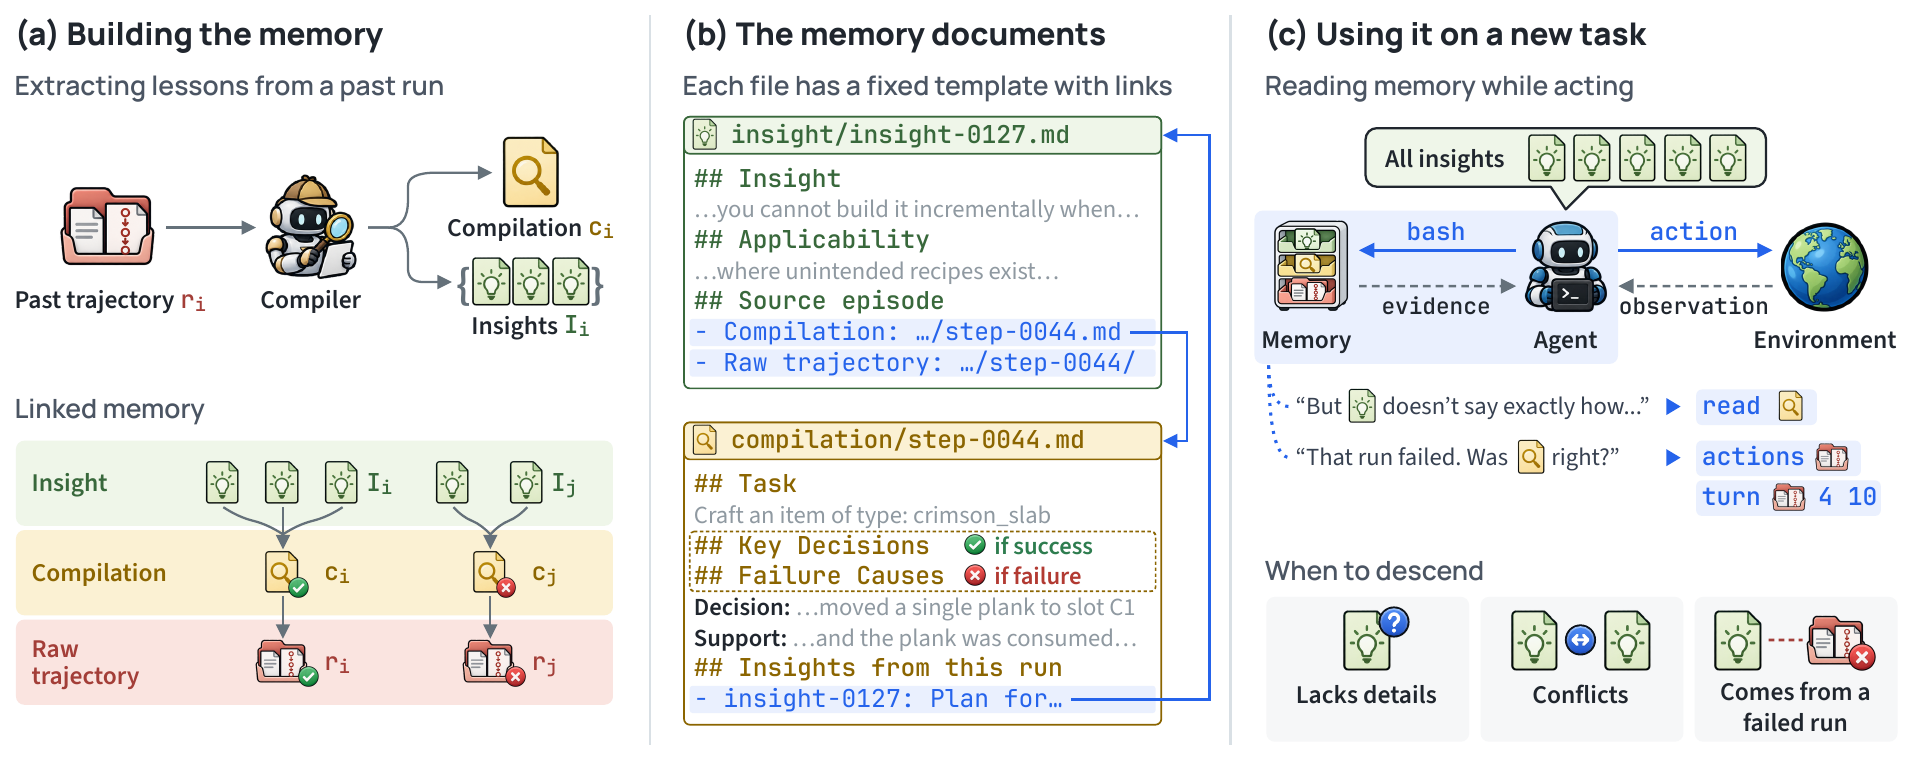 (a) Building the memory
Extracting lessons from a past run
Past trajectory rᵢ
Compiler
Compilation cᵢ
{ }
Insights Iᵢ
Linked memory
Insight
Iᵢ
Iⱼ
Compilation
cᵢ
cⱼ
Raw
trajectory
rᵢ
rⱼ
(b) The memory documents
Each file has a fixed template with links
insight/insight-0127.md
## Insight
…you cannot build it incrementally when…
## Applicability
…where unintended recipes exist…
## Source episode
- Compilation: …/step-0044.md
- Raw trajectory: …/step-0044/
compilation/step-0044.md
## Task
Craft an item of type: crimson_slab
## Key Decisions if success
## Failure Causes if failure
Decision: …moved a single plank to slot C1
Support: …and the plank was consumed…
## Insights from this run
- insight-0127: Plan for…
(c) Using it on a new task
Reading memory while acting
All insights
bash
action
evidence
observation
>_
Memory
Agent
Environment
“But doesn’t say exactly how…” read
“That run failed. Was right?” actions
turn 4 10
When to descend
?
Lacks details
Conflicts
Comes from a
failed run